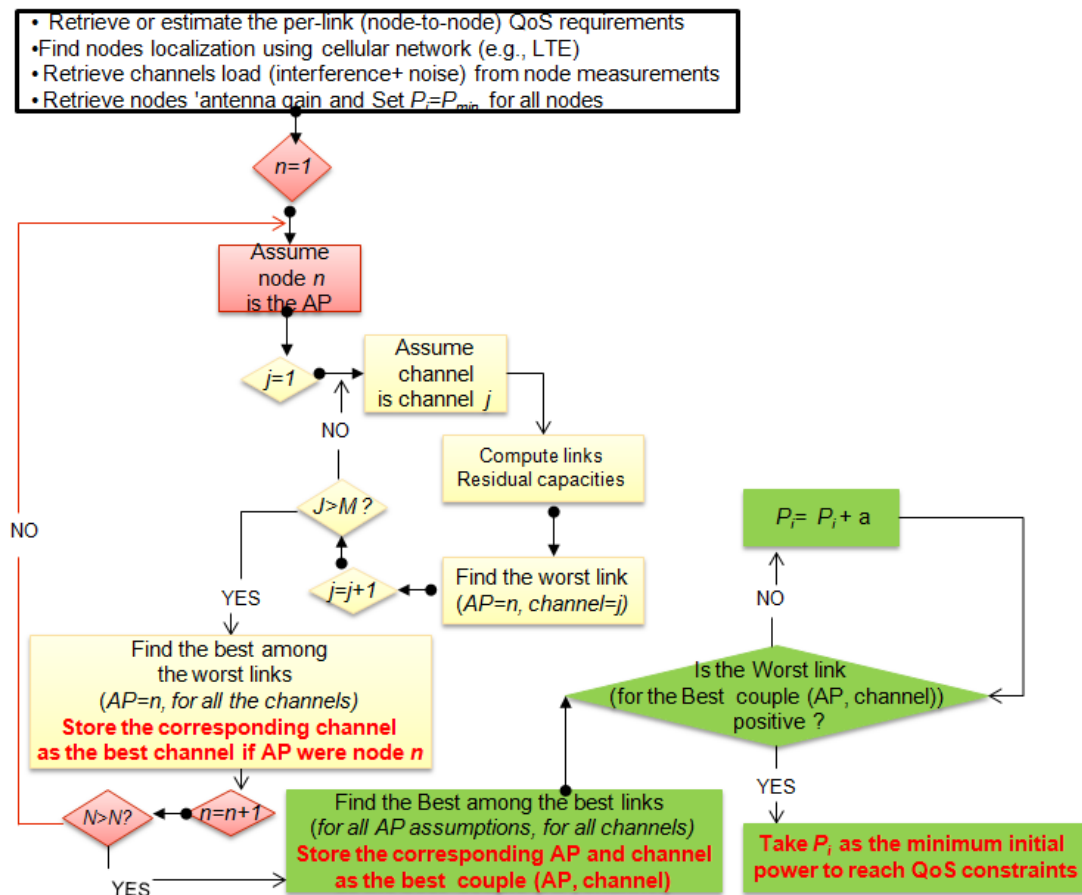 • Retrieve or estimate the per-link (node-to-node) QoS requirements
•Find nodes localization using cellular network (e.g., LTE)
• Retrieve channels load (interference+ noise) from node measurements
• Retrieve nodes 'antenna gain and Set Pi=Pmin for all nodes
n=1
Assume
node n
is the AP
j=1
Assume
channel
is channel j
NO
Compute links
Residual capacities
J>M ?
NO
Pi= Pi + a
j=j+1
Find the worst link
(AP=n, channel=j)
YES
NO
Find the best among
the worst links
(AP=n, for all the channels)
Store the corresponding channel
as the best channel if AP were node n
Is the Worst link
(for the Best couple (AP, channel))
positive ?
YES
N>N?
n=n+1
Find the Best among the best links
(for all AP assumptions, for all channels)
Store the corresponding AP and channel
as the best couple (AP, channel)
YES
Take Pi as the minimum initial
power to reach QoS constraints